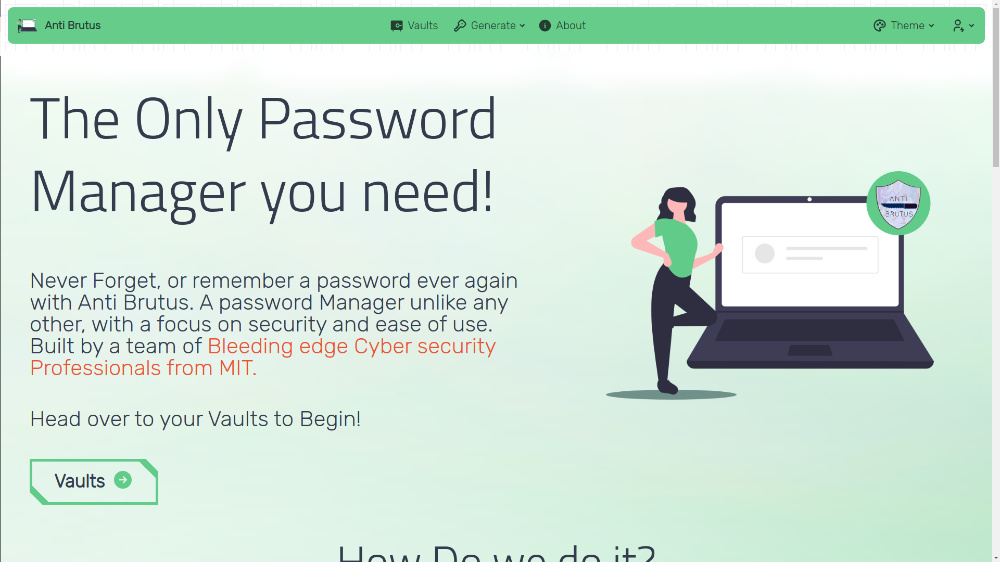 Anti Brutus
Vaults
Generate
About
Theme
The Only Password
Manager you need!
ANTI
BRUTUS
Never Forget, or remember a password ever again
with Anti Brutus. A password Manager unlike any
other, with a focus on security and ease of use.
Built by a team of Bleeding edge Cyber security
Professionals from MIT.
Head over to your Vaults to Begin!
Vaults
How Do we do it?